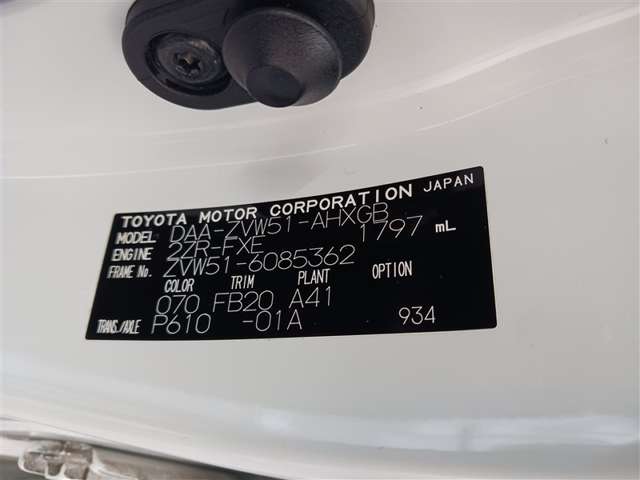 TOYOTA MOTOR CORPORATION JAPAN
MODEL DAA-ZVW51-AHXGB
ENGINE 2ZR-FXE 1797 mL
FRAME No. ZVW51-6085362
COLOR TRIM PLANT OPTION
070 FB20 A41
TRANS./AXLE P610 -01A 934